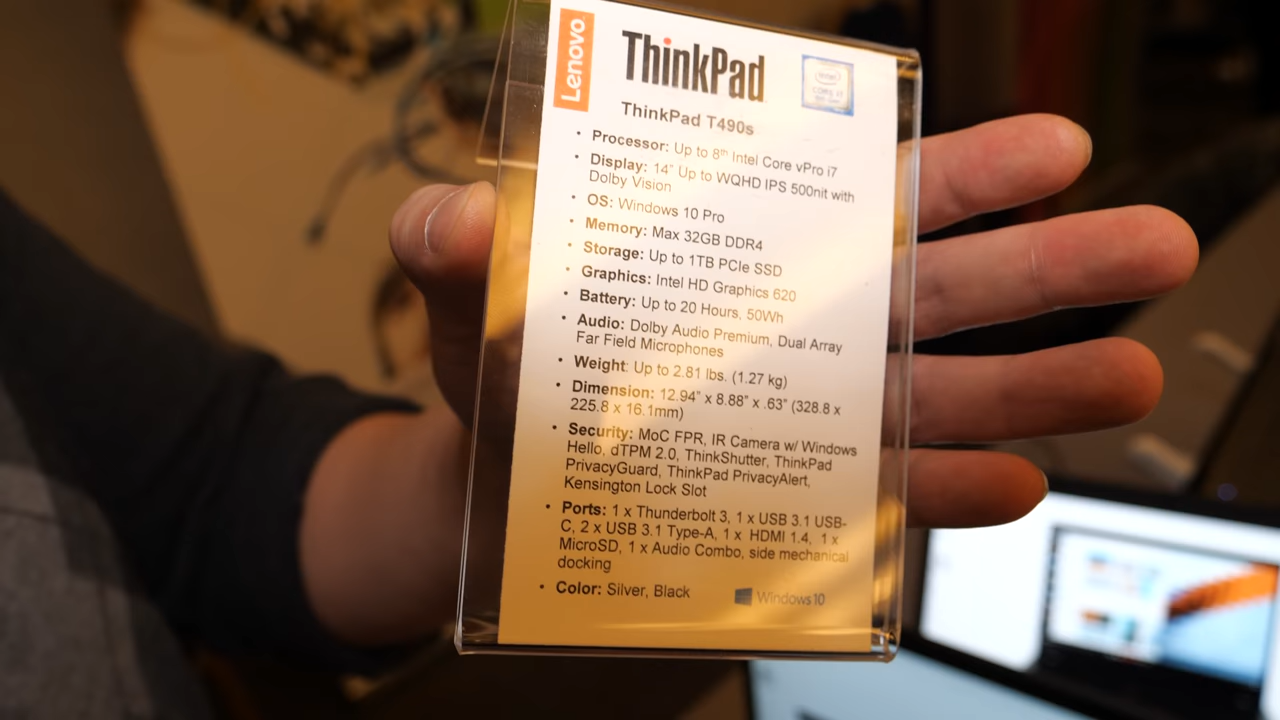 Lenovo
ThinkPad
intel
CORE i7
ThinkPad T490s
• Processor: Up to 8th Intel Core vPro i7
• Display: 14" Up to WQHD IPS 500nit with
Dolby Vision
• OS: Windows 10 Pro
• Memory: Max 32GB DDR4
• Storage: Up to 1TB PCIe SSD
• Graphics: Intel HD Graphics 620
• Battery: Up to 20 Hours, 50Wh
• Audio: Dolby Audio Premium, Dual Array
Far Field Microphones
• Weight: Up to 2.81 lbs. (1.27 kg)
• Dimension: 12.94" x 8.88" x .63" (328.8 x
225.8 x 16.1mm)
• Security: MoC FPR, IR Camera w/ Windows
Hello, dTPM 2.0, ThinkShutter, ThinkPad
PrivacyGuard, ThinkPad PrivacyAlert,
Kensington Lock Slot
• Ports: 1 x Thunderbolt 3, 1 x USB 3.1 USB-
C, 2 x USB 3.1 Type-A, 1 x HDMI 1.4, 1 x
MicroSD, 1 x Audio Combo, side mechanical
docking
• Color: Silver, Black
Windows 10